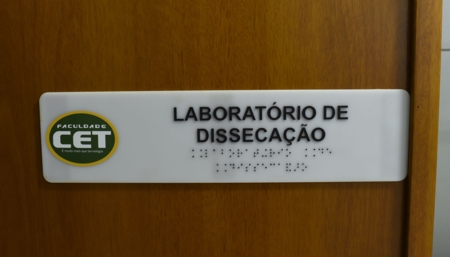 FACULDADE
CET
LABORATÓRIO DE
DISSECAÇÃO